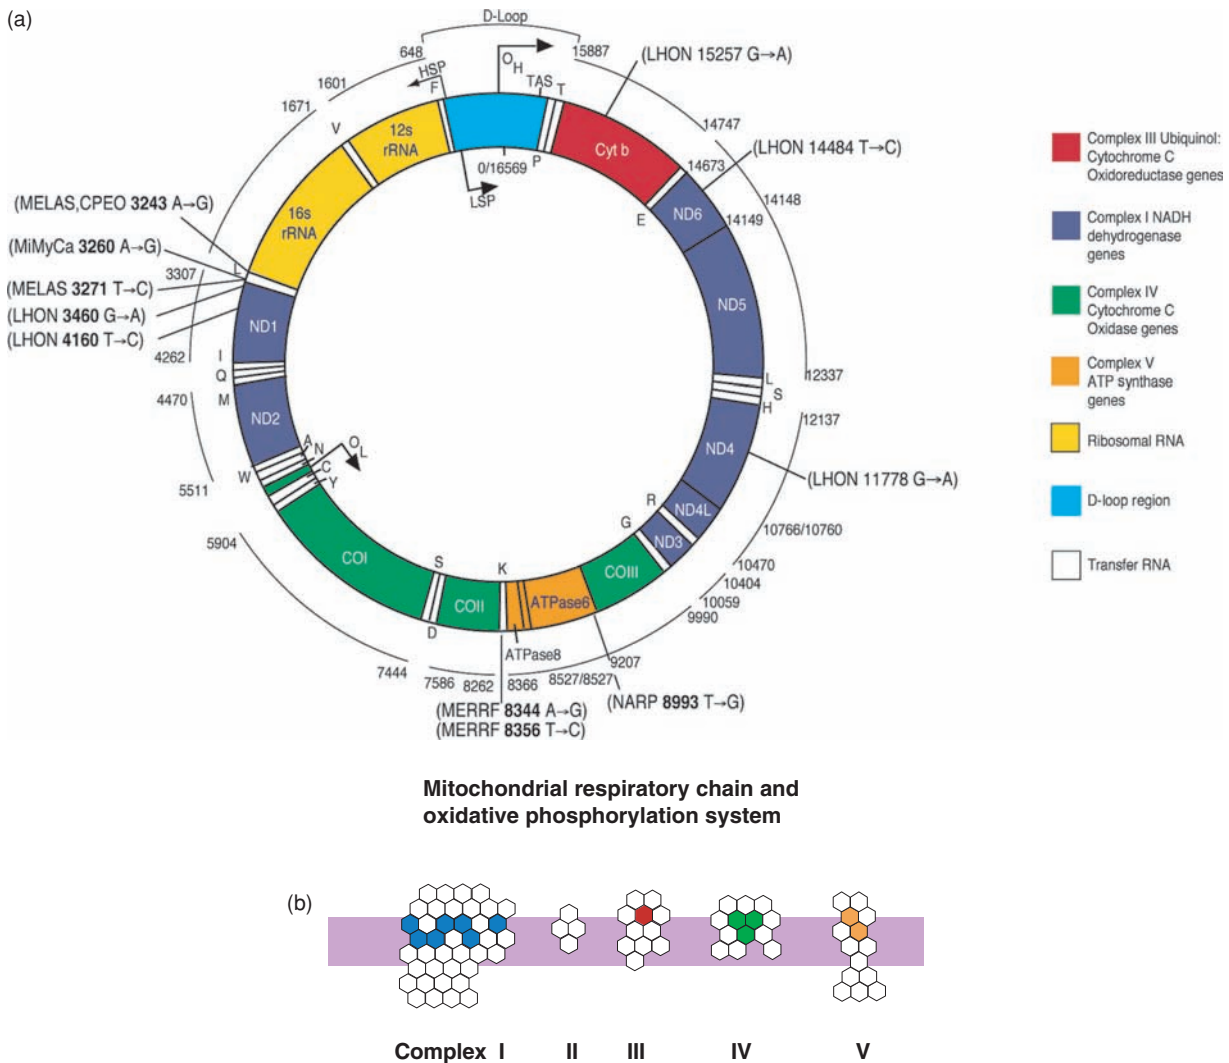 (a)
D-Loop
648
15887
HSP
F
O
H
TAS
T
P
0/16569
LSP
1601
1671
V
12s
rRNA
16s
rRNA
Cyt b
(LHON 15257 G→A)
14747
(LHON 14484 T→C)
14673
E
ND6
14149
14148
ND5
12337
L
S
H
12137
ND4
(LHON 11778 G→A)
R
ND4L
10766/10760
G
ND3
10470
10404
10059
9990
COIII
9207
(NARP 8993 T→G)
ATPase6
ATPase8
8527/8527
8366
K
(MERRF 8344 A→G)
(MERRF 8356 T→C)
8262
7586
COII
S
D
7444
COI
5904
5511
W
A
N
C
Y
O
L
ND2
4470
I
Q
M
4262
ND1
3307
L
(MELAS,CPEO 3243 A→G)
(MiMyCa 3260 A→G)
(MELAS 3271 T→C)
(LHON 3460 G→A)
(LHON 4160 T→C)
Complex III Ubiquinol:
Cytochrome C
Oxidoreductase genes
Complex I NADH
dehydrogenase
genes
Complex IV
Cytochrome C
Oxidase genes
Complex V
ATP synthase
genes
Ribosomal RNA
D-loop region
Transfer RNA
Mitochondrial respiratory chain and
oxidative phosphorylation system
(b)
Complex I II III IV V